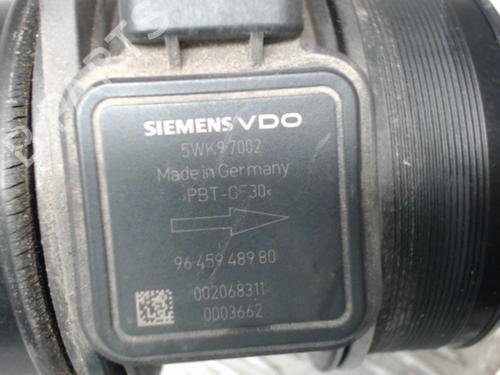 SIEMENS VDO
5WK9 7002
Made in Germany
>PBT-GF30<
96 459 489 80
002068311
0003662